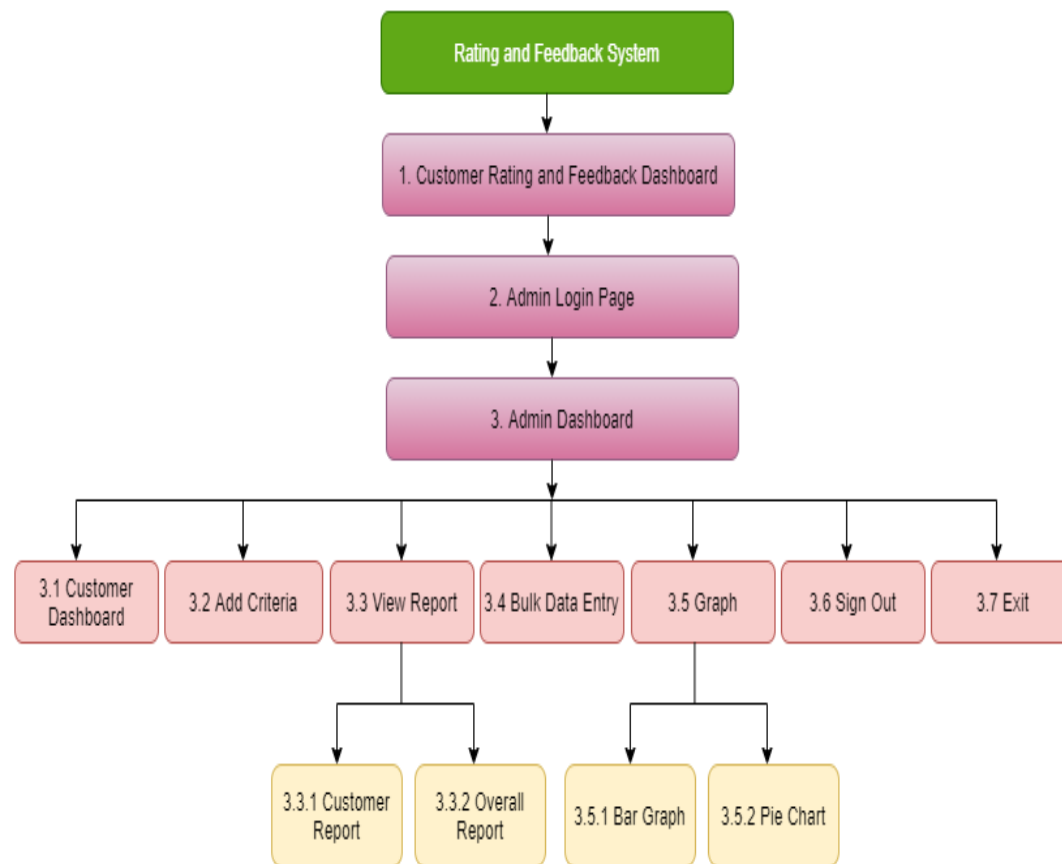 Rating and Feedback System
1. Customer Rating and Feedback Dashboard
2. Admin Login Page
3. Admin Dashboard
3.1 Customer
Dashboard
3.2 Add Criteria
3.3 View Report
3.4 Bulk Data Entry
3.5 Graph
3.6 Sign Out
3.7 Exit
3.3.1 Customer
Report
3.3.2 Overall
Report
3.5.1 Bar Graph
3.5.2 Pie Chart